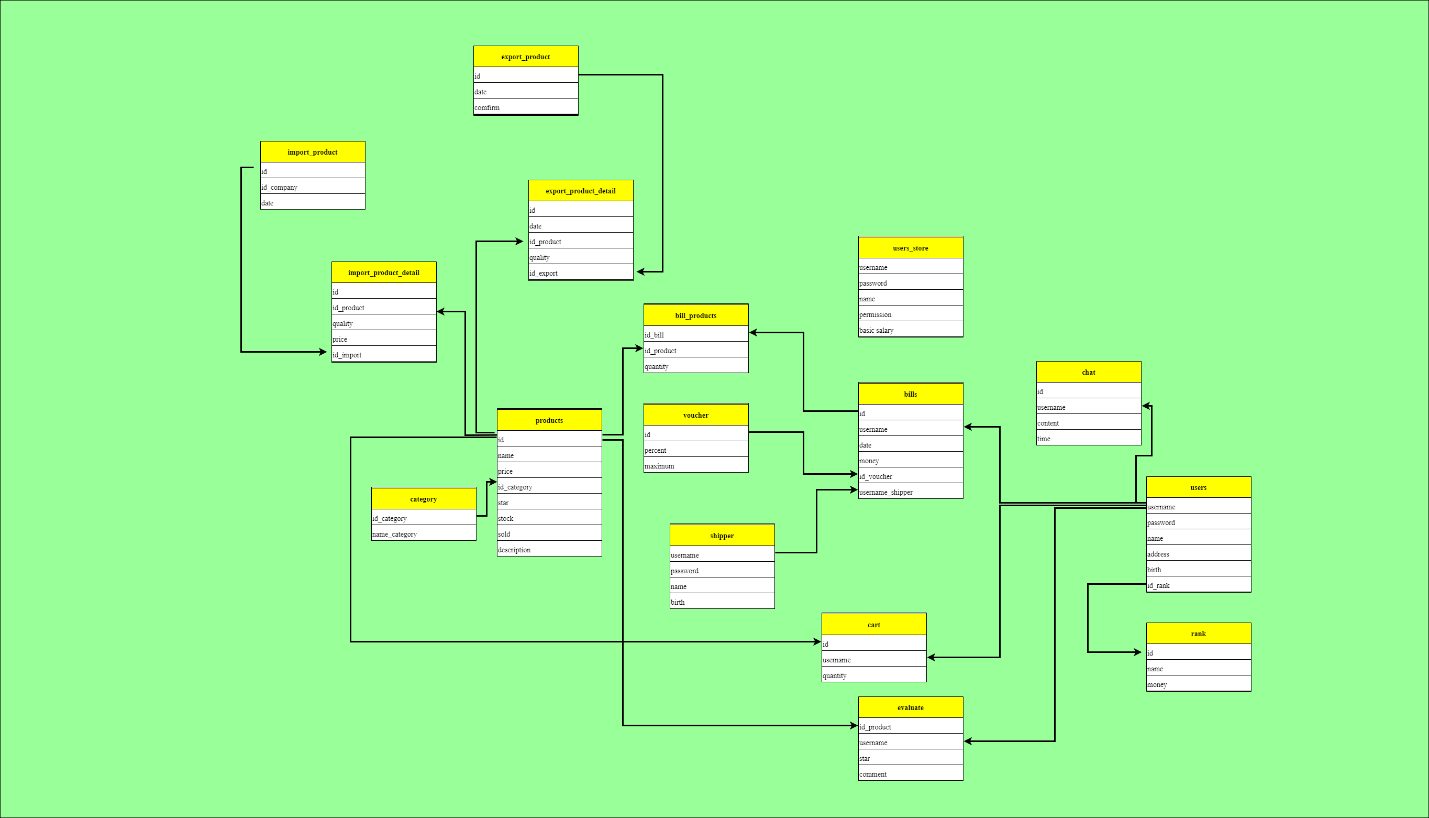 export_product
id
date
comfirm
import_product
id
id_company
date
export_product_detail
id
date
id_product
quality
id_export
users_store
username
password
name
permission
basic salary
import_product_detail
id
id_product
quality
price
id_import
bill_products
id_bill
id_product
quantity
chat
id
username
content
time
bills
id
username
date
money
id_voucher
username_shipper
voucher
id
percent
maximum
products
id
name
price
id_category
star
stock
sold
description
category
id_category
name_category
users
username
password
name
address
birth
id_rank
shipper
username
password
name
birth
cart
id
username
quantity
rank
id
name
money
evaluate
id_product
username
star
comment